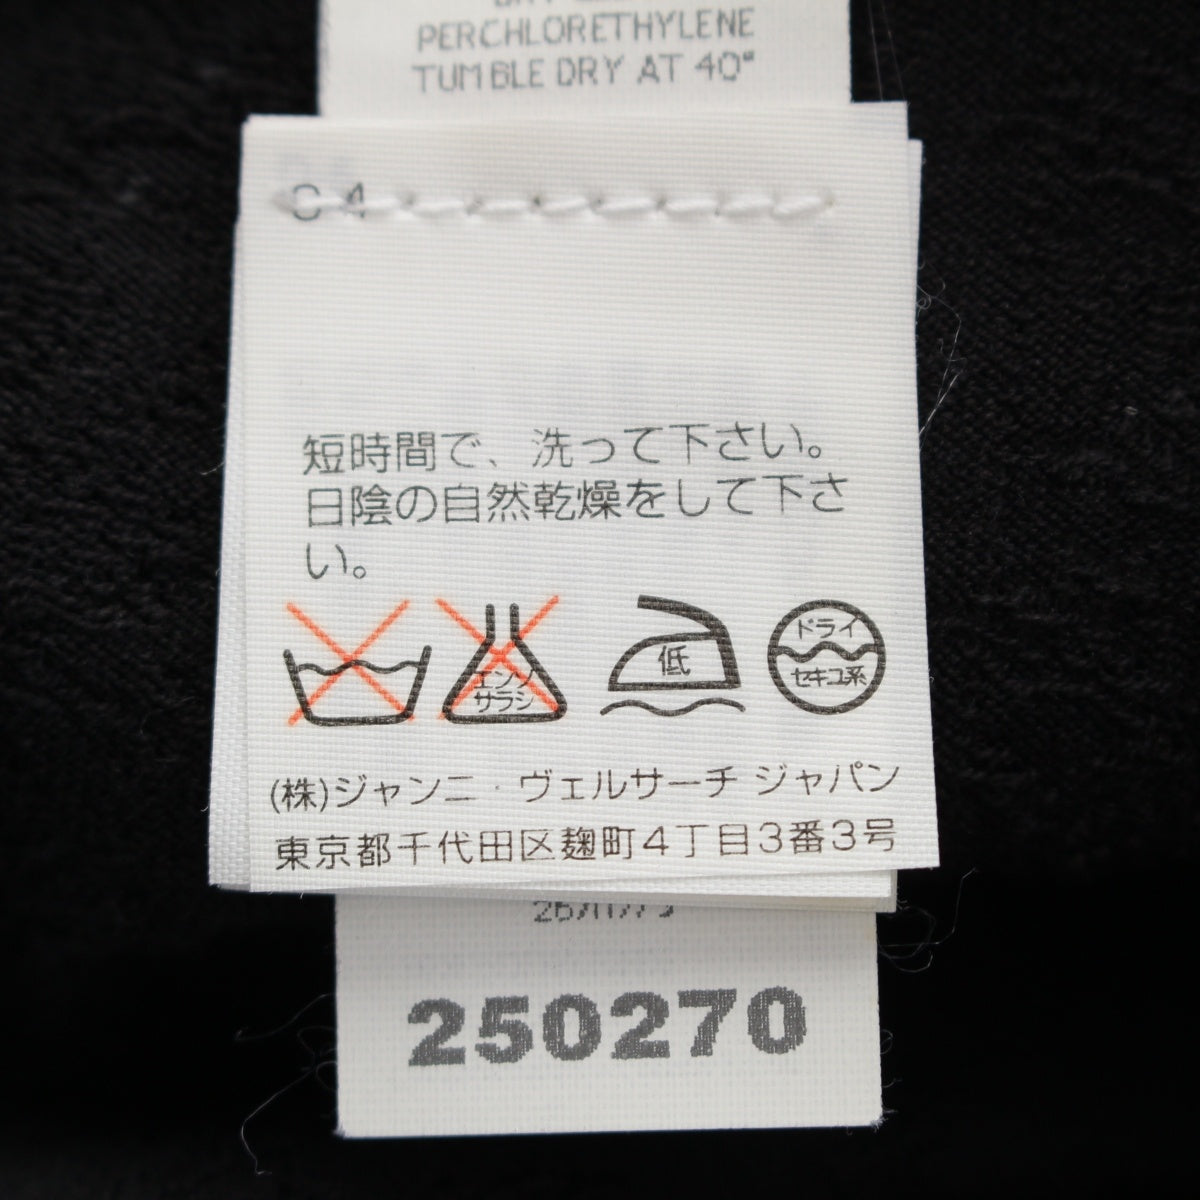 PERCHLORETHYLENE
TUMBLE DRY AT 40°
C 4
短時間で、洗って下さい。
日陰の自然乾燥をして下さ
い。
エンソ
サラシ
低
ドライ
セキユ系
(株)ジャンニ・ヴェルサーチ ジャパン
東京都千代田区麹町4丁目3番3号
250270